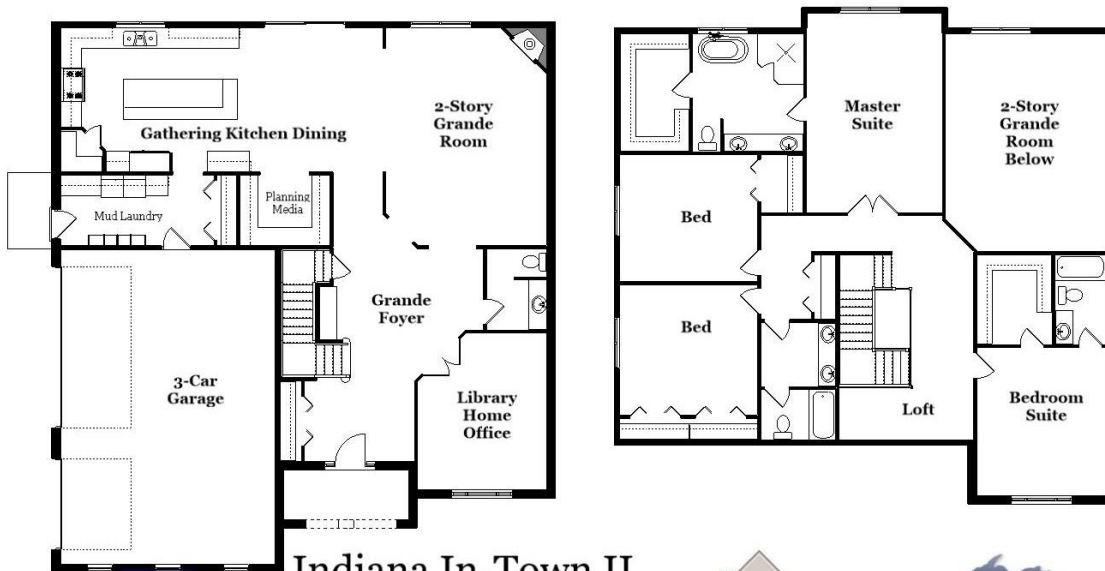 Gathering Kitchen Dining
2-Story
Grande
Room
Mud Laundry
Planning
Media
Grande
Foyer
3-Car
Garage
Library
Home
Office
Master
Suite
2-Story
Grande
Room
Below
Bed
Bed
Loft
Bedroom
Suite
Indiana In-Town II